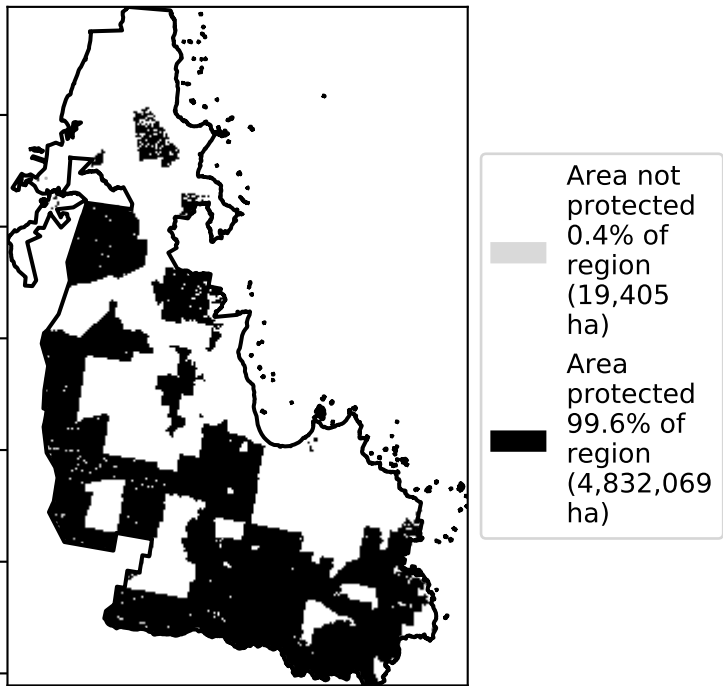 Area not
protected
0.4% of
region
(19,405
ha)
Area
protected
99.6% of
region
(4,832,069
ha)